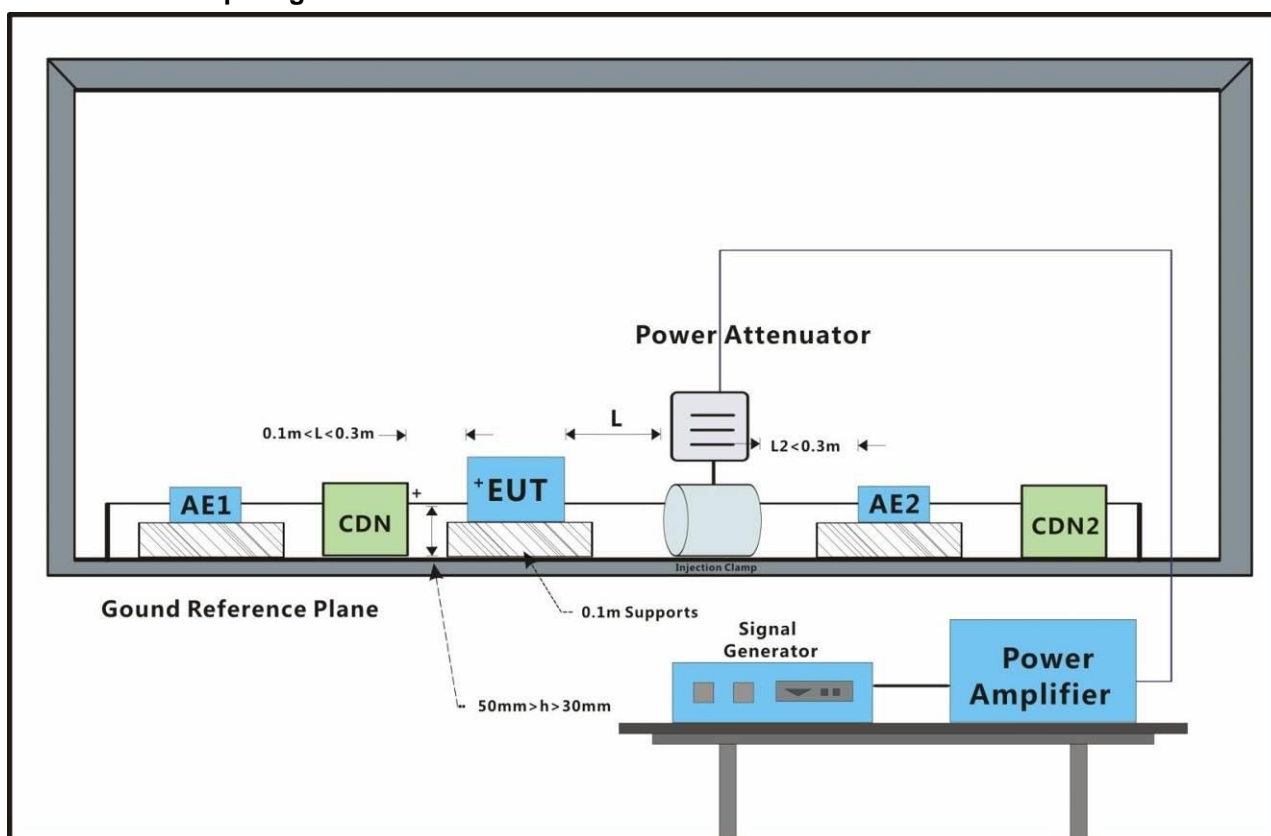 Power Attenuator
0.1m<L<0.3m
L
L2<0.3m
AE1
CDN
+
+EUT
AE2
CDN2
Injection Clamp
Gound Reference Plane
0.1m Supports
Signal
Generator
Power
Amplifier
50mm>h>30mm